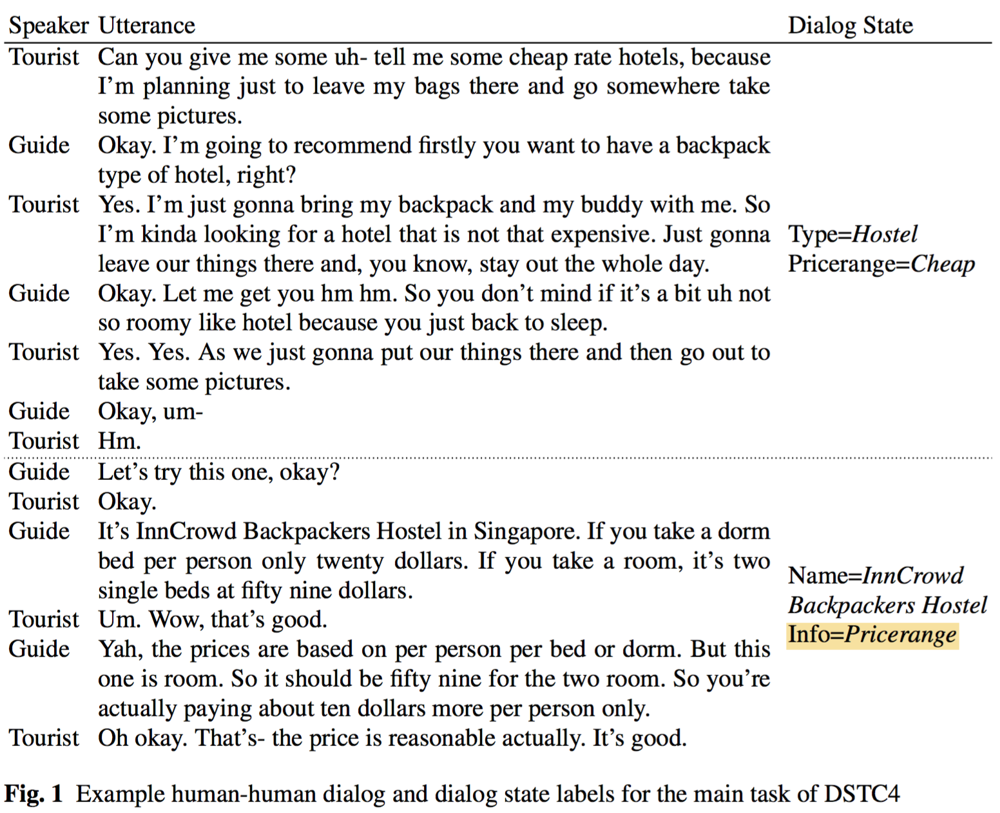 Speaker Utterance Dialog State
Tourist Can you give me some uh- tell me some cheap rate hotels, because
I’m planning just to leave my bags there and go somewhere take
some pictures.
Guide Okay. I’m going to recommend firstly you want to have a backpack
type of hotel, right?
Tourist Yes. I’m just gonna bring my backpack and my buddy with me. So
I’m kinda looking for a hotel that is not that expensive. Just gonna Type=Hostel
leave our things there and, you know, stay out the whole day. Pricerange=Cheap
Guide Okay. Let me get you hm hm. So you don’t mind if it’s a bit uh not
so roomy like hotel because you just back to sleep.
Tourist Yes. Yes. As we just gonna put our things there and then go out to
take some pictures.
Guide Okay, um-
Tourist Hm.
Guide Let’s try this one, okay?
Tourist Okay.
Guide It’s InnCrowd Backpackers Hostel in Singapore. If you take a dorm
bed per person only twenty dollars. If you take a room, it’s two
single beds at fifty nine dollars.
Name=InnCrowd
Backpackers Hostel
Tourist Um. Wow, that’s good.
Info=Pricerange
Guide Yah, the prices are based on per person per bed or dorm. But this
one is room. So it should be fifty nine for the two room. So you’re
actually paying about ten dollars more per person only.
Tourist Oh okay. That’s- the price is reasonable actually. It’s good.
Fig. 1 Example human-human dialog and dialog state labels for the main task of DSTC4